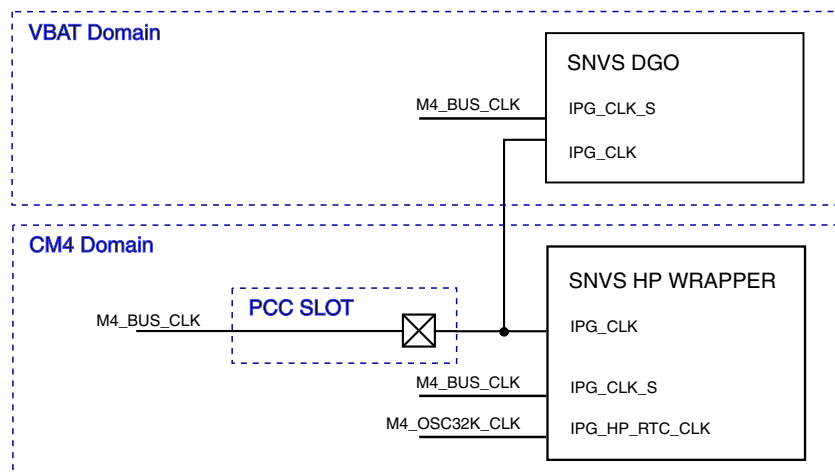 VBAT Domain
SNVS DGO
M4_BUS_CLK
IPG_CLK_S
IPG_CLK
CM4 Domain
SNVS HP WRAPPER
PCC SLOT
M4_BUS_CLK
IPG_CLK
M4_BUS_CLK
IPG_CLK_S
M4_OSC32K_CLK
IPG_HP_RTC_CLK